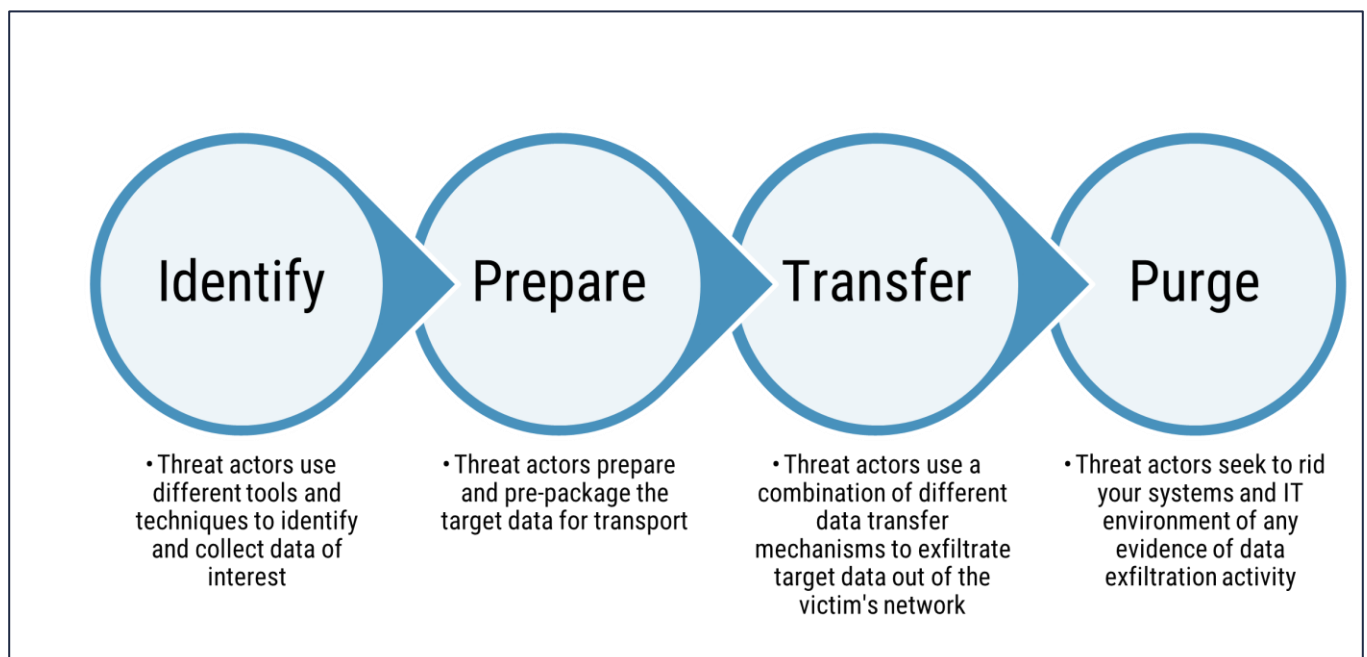 Identify
Prepare
Transfer
Purge
• Threat actors use
different tools and
techniques to identify
and collect data of
interest
• Threat actors prepare
and pre-package the
target data for transport
• Threat actors use a
combination of different
data transfer
mechanisms to exfiltrate
target data out of the
victim's network
• Threat actors seek to rid
your systems and IT
environment of any
evidence of data
exfiltration activity